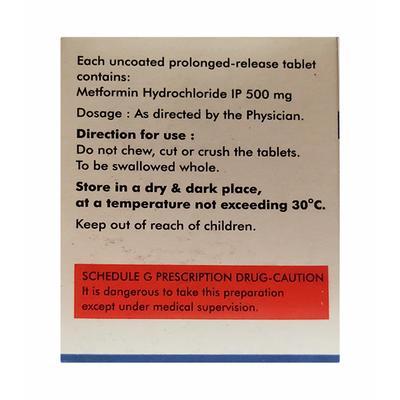 Each uncoated prolonged-release tablet
contains:
Metformin Hydrochloride IP 500 mg
Dosage : As directed by the Physician.
Direction for use :
Do not chew, cut or crush the tablets.
To be swallowed whole.
Store in a dry & dark place,
at a temperature not exceeding 30°C.
Keep out of reach of children.
SCHEDULE G PRESCRIPTION DRUG-CAUTION
It is dangerous to take this preparation
except under medical supervision.